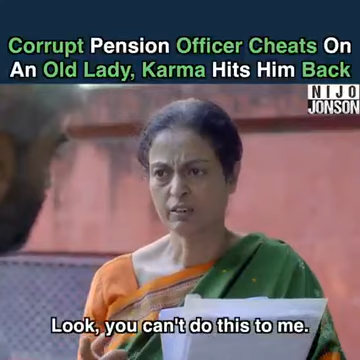 Corrupt Pension Officer Cheats On
An Old Lady, Karma Hits Him Back
NIJO
JONSON
Look, you can't do this to me.